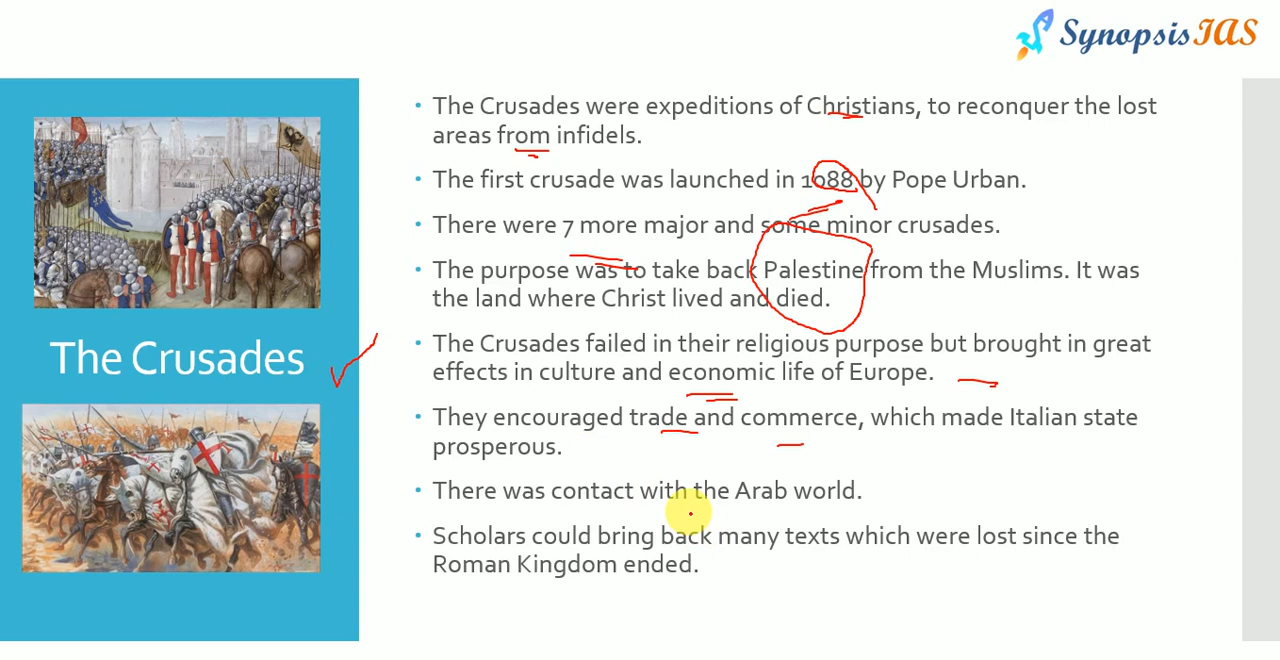 SynopsisIAS
• The Crusades were expeditions of Christians, to reconquer the lost
areas from infidels.
• The first crusade was launched in 1088 by Pope Urban.
• There were 7 more major and some minor crusades.
• The purpose was to take back Palestine from the Muslims. It was
the land where Christ lived and died.
The Crusades
• The Crusades failed in their religious purpose but brought in great
effects in culture and economic life of Europe.
• They encouraged trade and commerce, which made Italian state
prosperous.
• There was contact with the Arab world.
• Scholars could bring back many texts which were lost since the
Roman Kingdom ended.